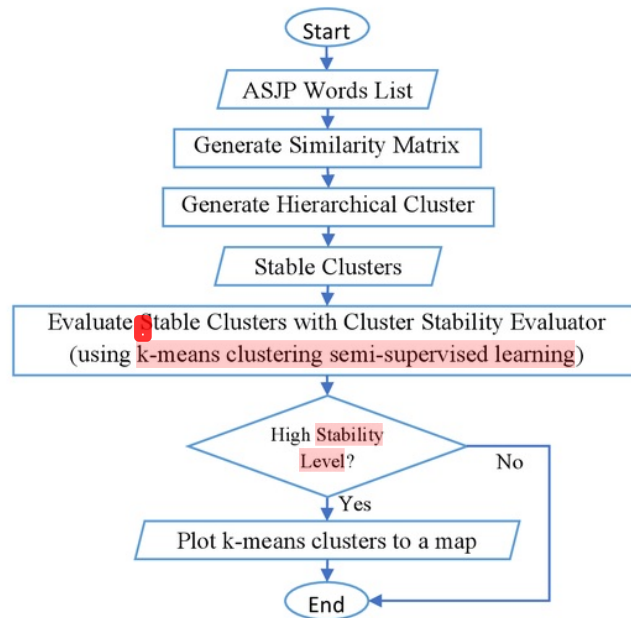 Start
ASJP Words List
Generate Similarity Matrix
Generate Hierarchical Cluster
Stable Clusters
Evaluate Stable Clusters with Cluster Stability Evaluator
(using k-means clustering semi-supervised learning)
High Stability
Level?
No
Yes
Plot k-means clusters to a map
End